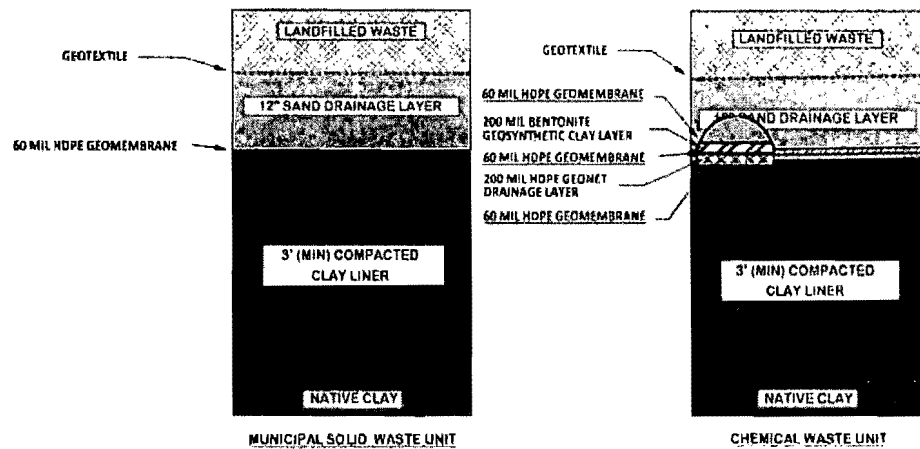 LANDFILLED WASTE
GEOTEXTILE
12" SAND DRAINAGE LAYER
60 MIL HDPE GEOMEMBRANE
3' (MIN) COMPACTED
CLAY LINER
NATIVE CLAY
MUNICIPAL SOLID WASTE UNIT
LANDFILLED WASTE
GEOTEXTILE
60 MIL HDPE GEOMEMBRANE
SAND DRAINAGE LAYER
200 MIL BENTONITE
GEOSYNTHETIC CLAY LAYER
60 MIL HDPE GEOMEMBRANE
200 MIL HDPE GEONET
DRAINAGE LAYER
60 MIL HDPE GEOMEMBRANE
3' (MIN) COMPACTED
CLAY LINER
NATIVE CLAY
CHEMICAL WASTE UNIT